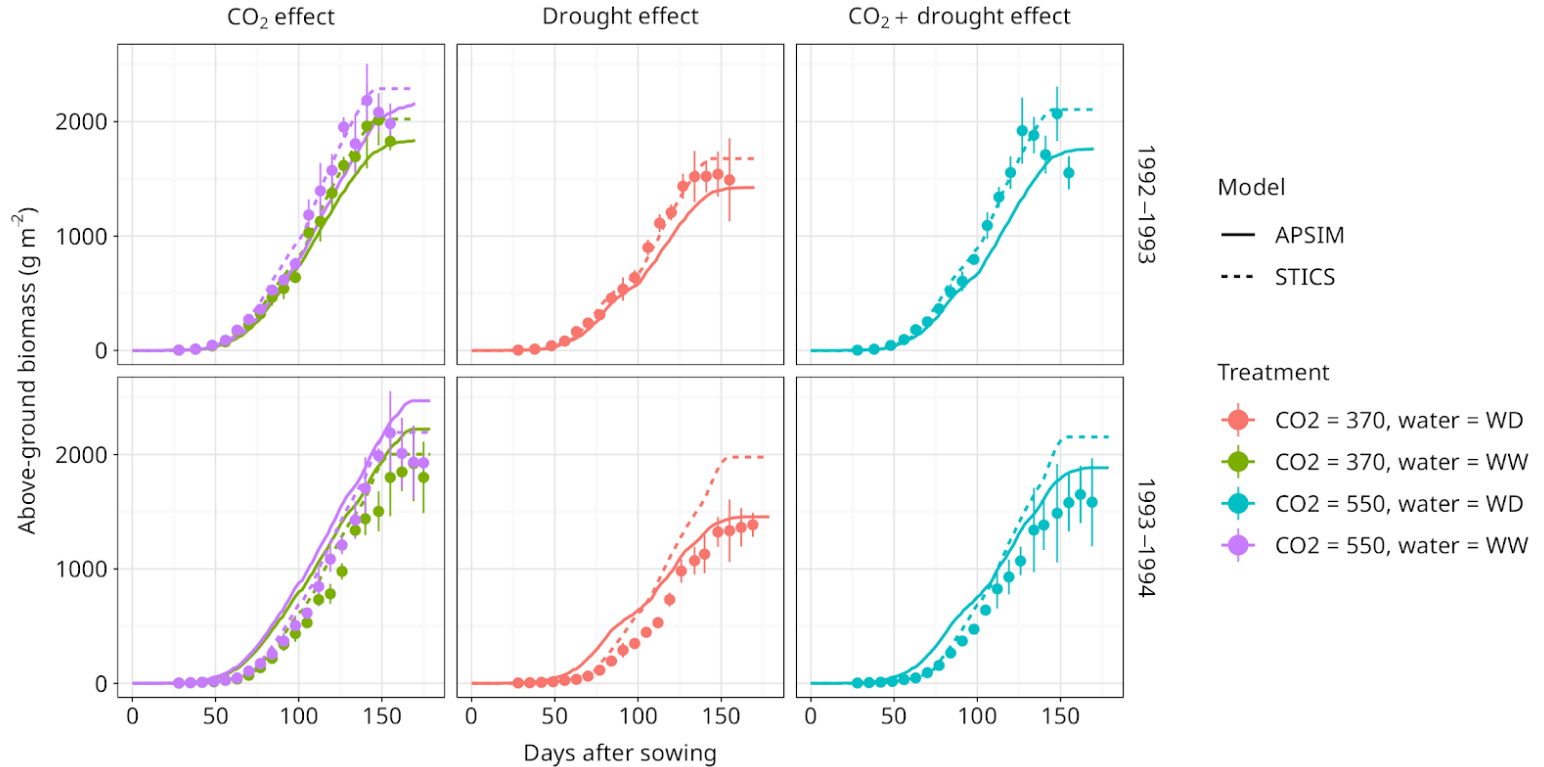 CO₂ effect
Drought effect
CO₂ + drought effect
Above-ground biomass (g m⁻²)
2000
1000
0
1992–1993
2000
1000
0
1993–1994
0 50 100 150
0 50 100 150
0 50 100 150
Days after sowing
Model
APSIM
STICS
Treatment
CO2 = 370, water = WD
CO2 = 370, water = WW
CO2 = 550, water = WD
CO2 = 550, water = WW